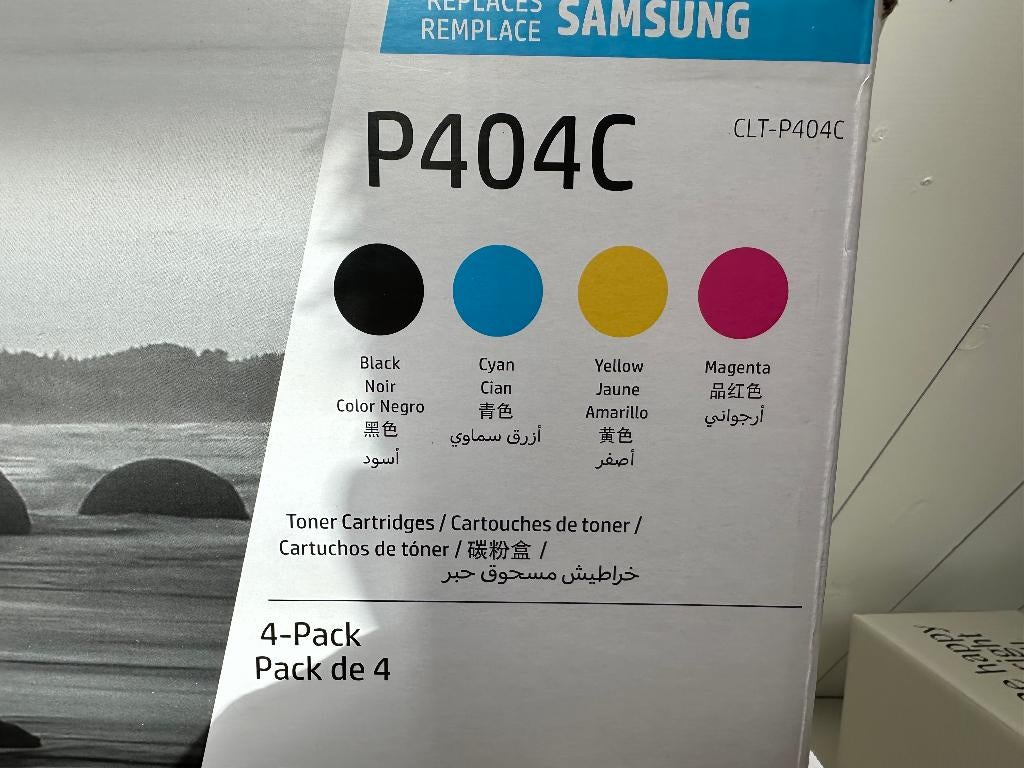 REPLACES
REMPLACE SAMSUNG
P404C
CLT-P404C
Black
Noir
Color Negro
黑色
أسود
Cyan
Cian
青色
أزرق سماوي
Yellow
Jaune
Amarillo
黄色
أصفر
Magenta
品红色
أرجواني
Toner Cartridges / Cartouches de toner /
Cartuchos de tóner / 碳粉盒 /
خراطيش مسحوق حبر
4-Pack
Pack de 4
happy